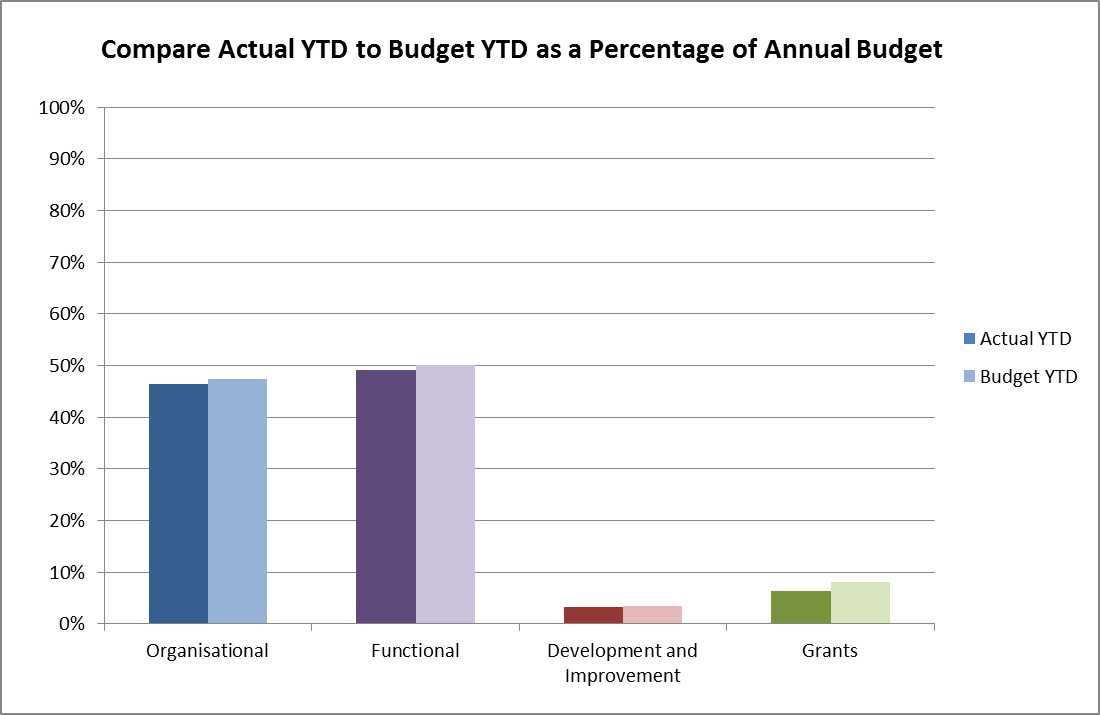 Compare Actual YTD to Budget YTD as a Percentage of Annual Budget
100%
90%
80%
70%
60%
50%
40%
30%
20%
10%
0%
Actual YTD
Budget YTD
Organisational
Functional
Development and
Improvement
Grants